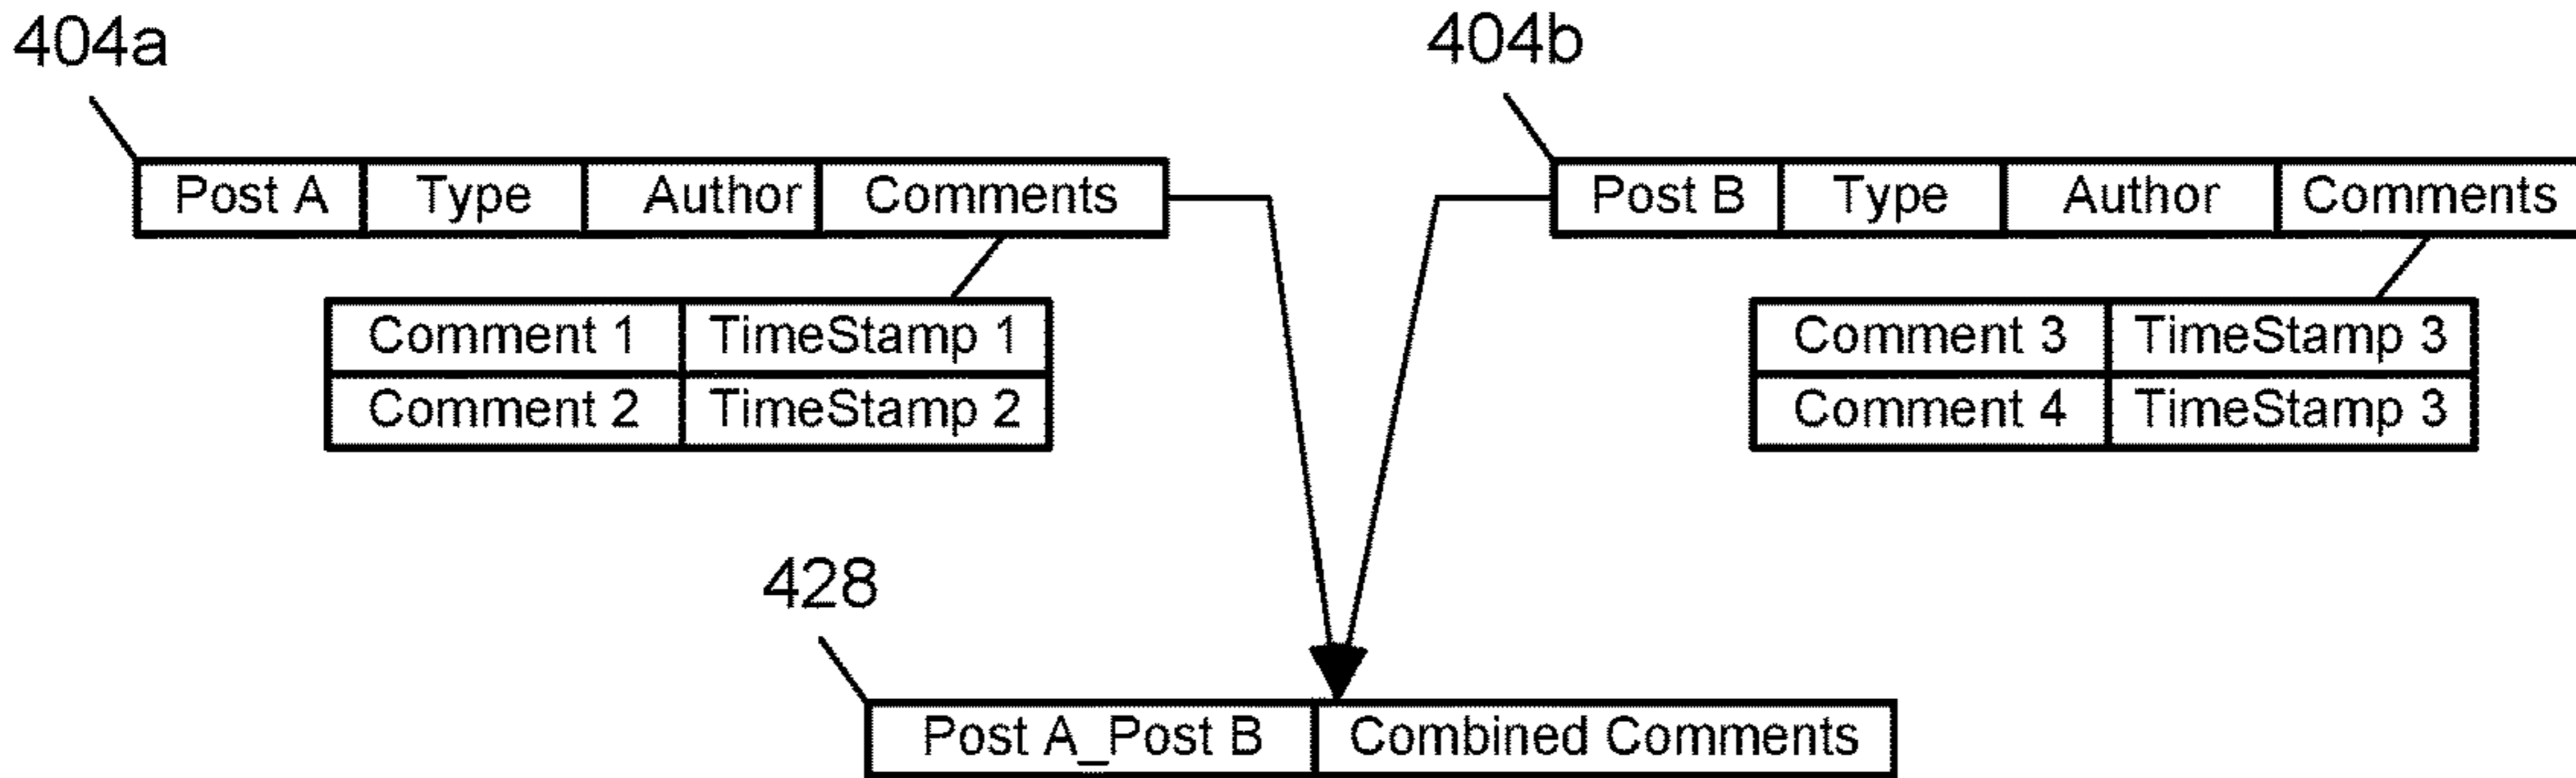 404a 404b
Post A Type Author Comments Post B Type Author Comments
Comment 1 TimeStamp 1 Comment 3 TimeStamp 3
Comment 2 TimeStamp 2 Comment 4 TimeStamp 3
428
Post A_Post B Combined Comments